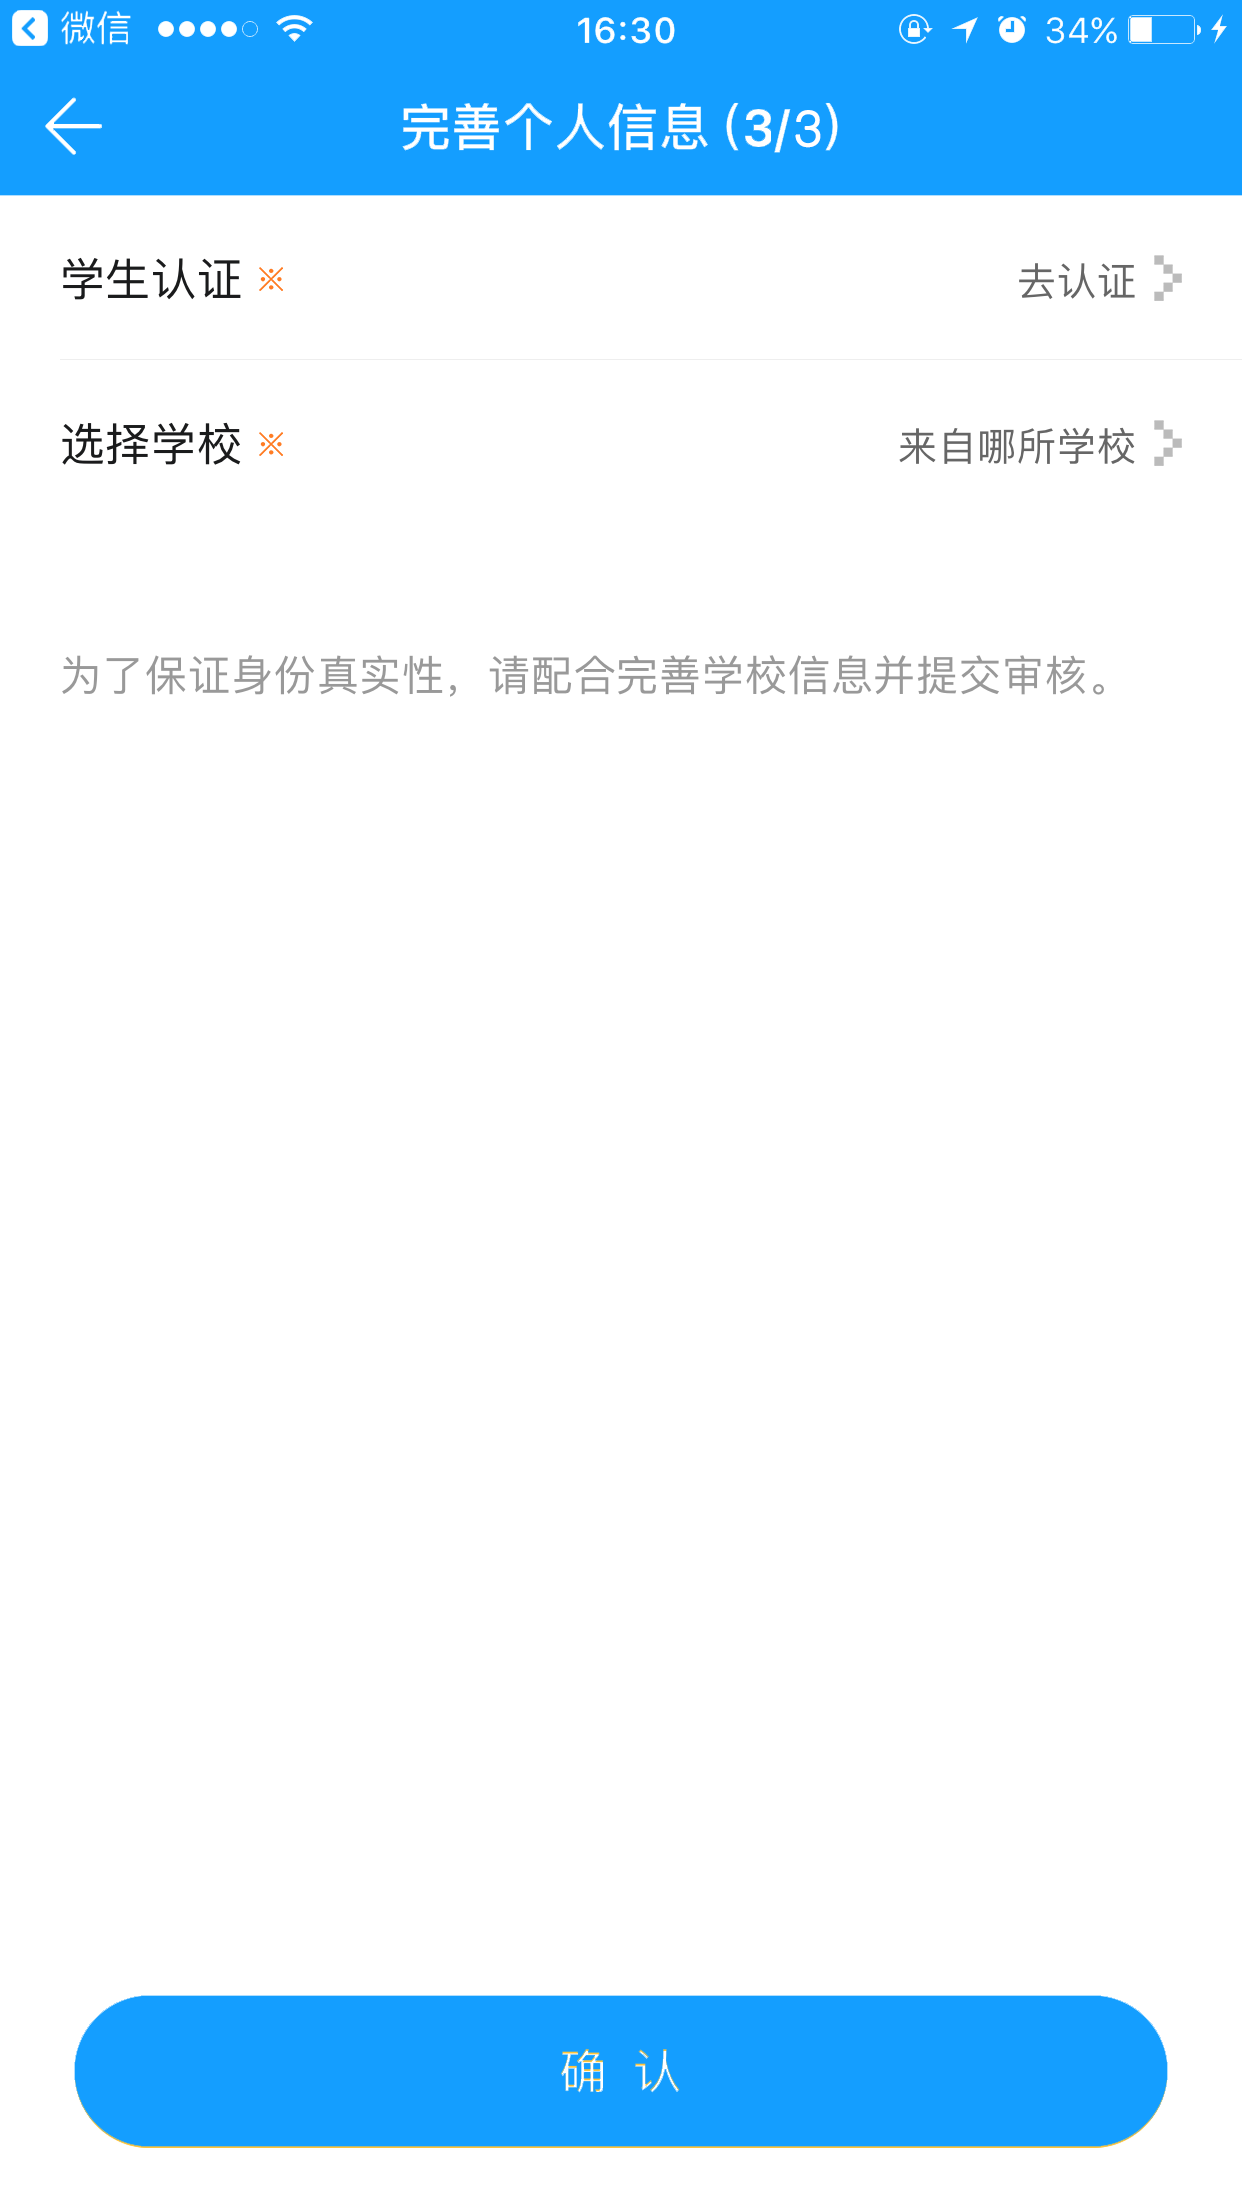 微信 16:30 34%
完善个人信息 (3/3)
学生认证 ※ 去认证
选择学校 ※ 来自哪所学校
为了保证身份真实性，请配合完善学校信息并提交审核。
确 认